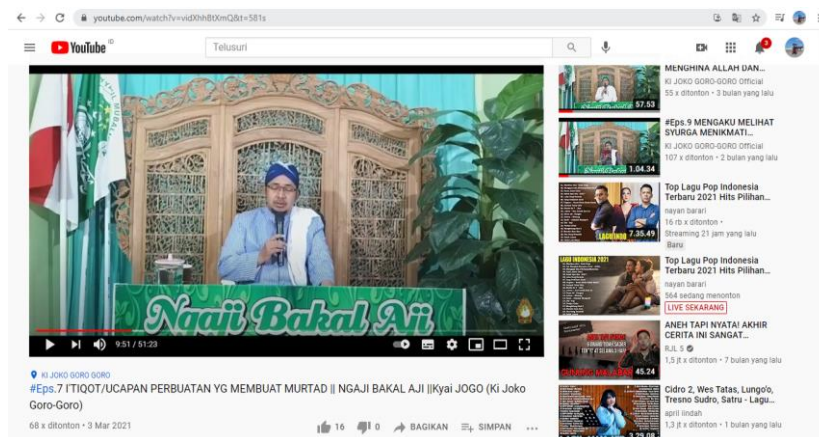 youtube.com/watch?v=vidXhhBtXmQ&t=581s
YouTube ID
Telusuri
Ngaji Bakal Aji
9:51 / 51:23
KI JOKO GORO GORO
#Eps.7 I'TIQOT/UCAPAN PERBUATAN YG MEMBUAT MURTAD || NGAJI BAKAL AJI ||Kyai JOGO (Ki Joko
Goro-Goro)
68 x ditonton • 3 Mar 2021
16
0
BAGIKAN
SIMPAN
MENGHINA ALLAH DAN...
KI JOKO GORO-GORO Official
55 x ditonton • 3 bulan yang lalu
57.53
#Eps.9 MENGAKU MELIHAT
SYURGA MENIKMATI...
KI JOKO GORO-GORO Official
107 x ditonton • 2 bulan yang lalu
1.04.34
Top Lagu Pop Indonesia
Terbaru 2021 Hits Pilihan...
nayan barari
16 rb x ditonton •
Streaming 21 jam yang lalu
Baru
7.35.49
Top Lagu Pop Indonesia
Terbaru 2021 Hits Pilihan...
nayan barari
564 sedang menonton
LIVE SEKARANG
LAGU INDONESIA 2021
ANEH TAPI NYATA! AKHIR
CERITA INI SANGAT...
RJL 5
1,5 jt x ditonton • 7 bulan yang lalu
45.24
Cidro 2, Wes Tatas, Lungo'o,
Tresno Sudro, Satru - Lagu...
april lindah
1,3 jt x ditonton • 1 bulan yang lalu
3.29.08